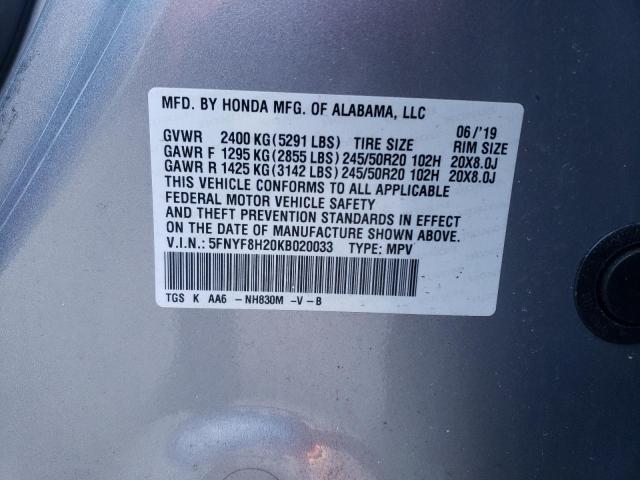 MFD. BY HONDA MFG. OF ALABAMA, LLC 06/'19
GVWR 2400 KG(5291 LBS) TIRE SIZE RIM SIZE
GAWR F 1295 KG(2855 LBS)245/50R20 102H 20X8.0J
GAWR R 1425 KG(3142 LBS)245/50R20 102H 20X8.0J
THIS VEHICLE CONFORMS TO ALL APPLICABLE
FEDERAL MOTOR VEHICLE SAFETY
AND THEFT PREVENTION STANDARDS IN EFFECT
ON THE DATE OF MANUFACTURE SHOWN ABOVE.
V.I.N.: 5FNYF8H20KB020033 TYPE: MPV
TGS K AA6 -NH830M -V-B